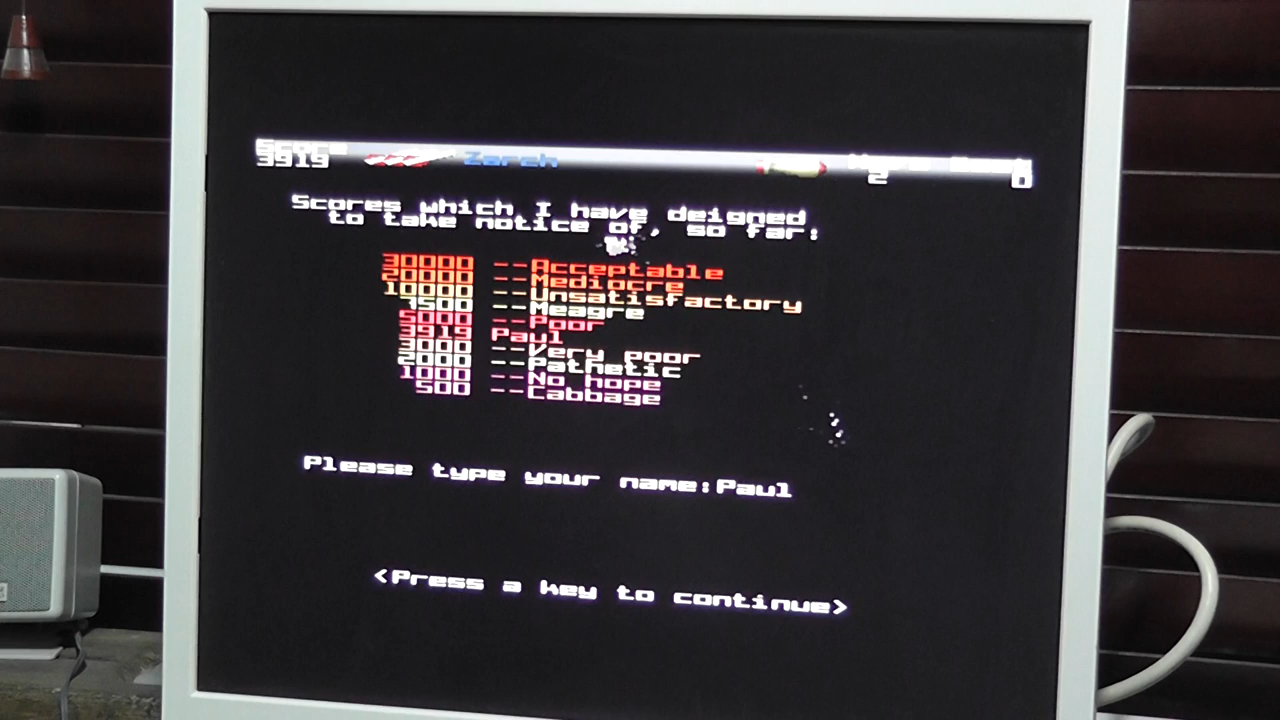 Score
3919 Zarch 2 0
Scores which I have deigned
to take notice of, so far:
30000 --Acceptable
20000 --Mediocre
10000 --Unsatisfactory
7500 --Meagre
5000 --Poor
3919 Paul
3000 --Very poor
2000 --Pathetic
1000 --No hope
500 --Cabbage
Please type your name:Paul
<Press a key to continue>